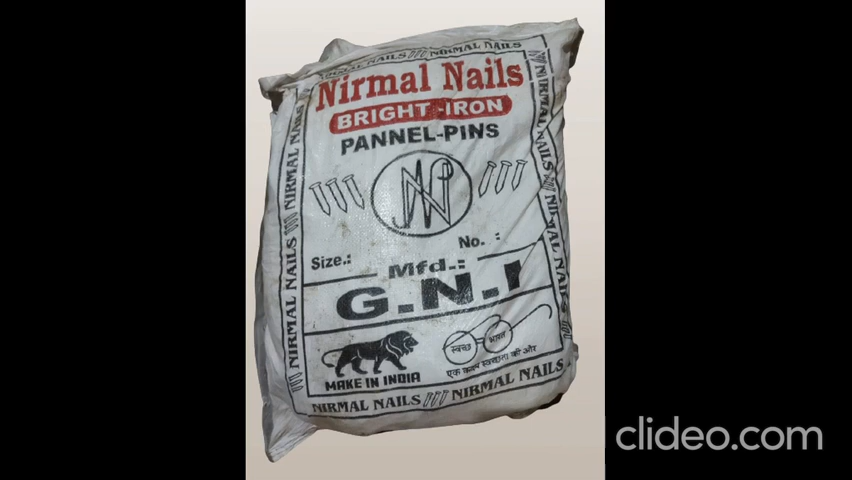 NIRMAL NAILS NIRMAL NAILS
Nirmal Nails
BRIGHT-IRON
PANNEL-PINS
Size.: No. :
Mfd.:
G.N.I
स्वच्छ भारत
एक कदम स्वच्छता की ओर
MAKE IN INDIA
NIRMAL NAILS NIRMAL NAILS
NIRMAL NAILS NIRMAL NAILS
NIRMAL NAILS NIRMAL NAILS
clideo.com